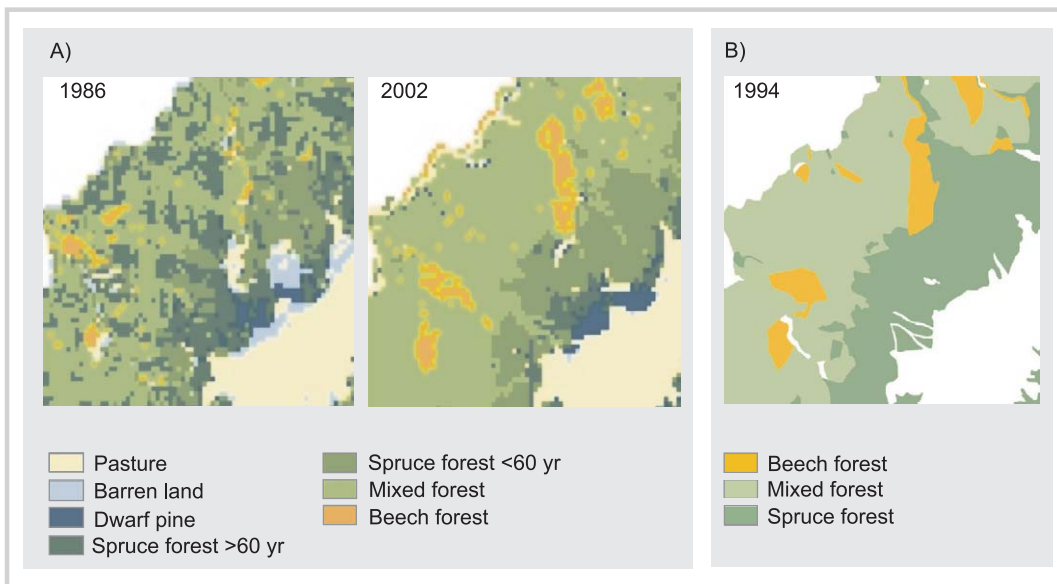 A)
1986
2002
Pasture
Barren land
Dwarf pine
Spruce forest >60 yr
Spruce forest <60 yr
Mixed forest
Beech forest
B)
1994
Beech forest
Mixed forest
Spruce forest